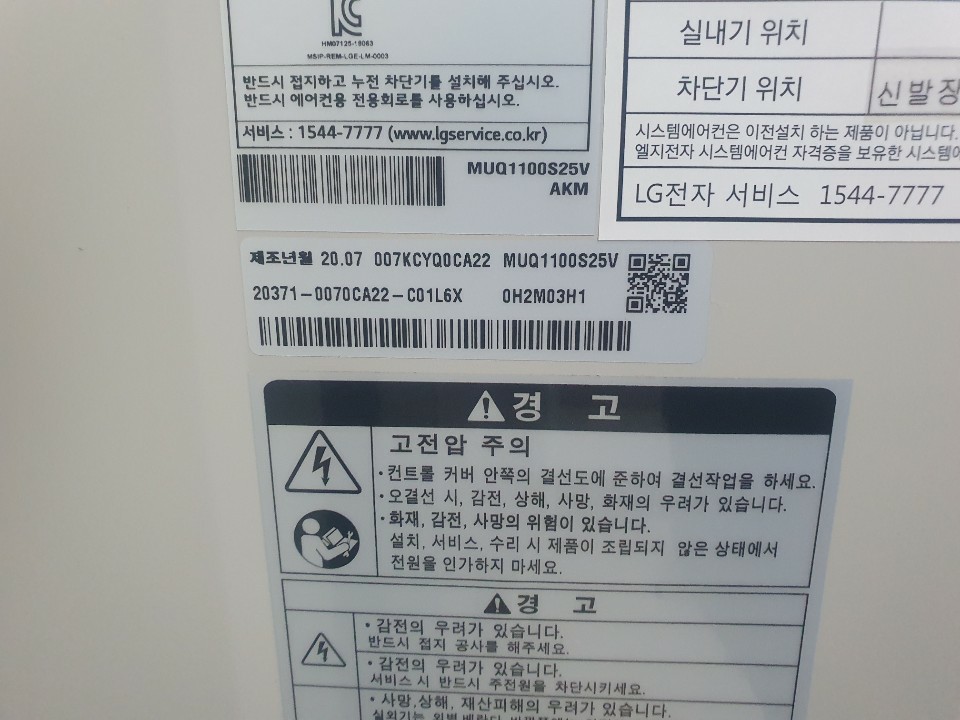 HM07125-18063
MSIP-REM-LGE-LM-0003
반드시 접지하고 누전 차단기를 설치해 주십시오.
반드시 에어컨용 전용회로를 사용하십시오.
서비스 : 1544-7777 (www.lgservice.co.kr)
MUQ1100S25V
AKM
실내기 위치
차단기 위치 신발장
시스템에어컨은 이전설치 하는 제품이 아닙니다.
엘지전자 시스템에어컨 자격증을 보유한 시스템
LG전자 서비스 1544-7777
제조년월 20.07 007KCYQ0CA22 MUQ1100S25V
20371-0070CA22-C01L6X 0H2M03H1
경 고
고전압 주의
·컨트롤 커버 안쪽의 결선도에 준하여 결선작업을 하세요.
·오결선 시, 감전, 상해, 사망, 화재의 우려가 있습니다.
·화재, 감전, 사망의 위험이 있습니다.
설치, 서비스, 수리 시 제품이 조립되지 않은 상태에서
전원을 인가하지 마세요.
경 고
·감전의 우려가 있습니다.
반드시 접지 공사를 해주세요.
·감전의 우려가 있습니다.
서비스 시 반드시 주전원을 차단시키세요.
·사망,상해, 재산피해의 우려가 있습니다.
실외기는 외벽 베란다